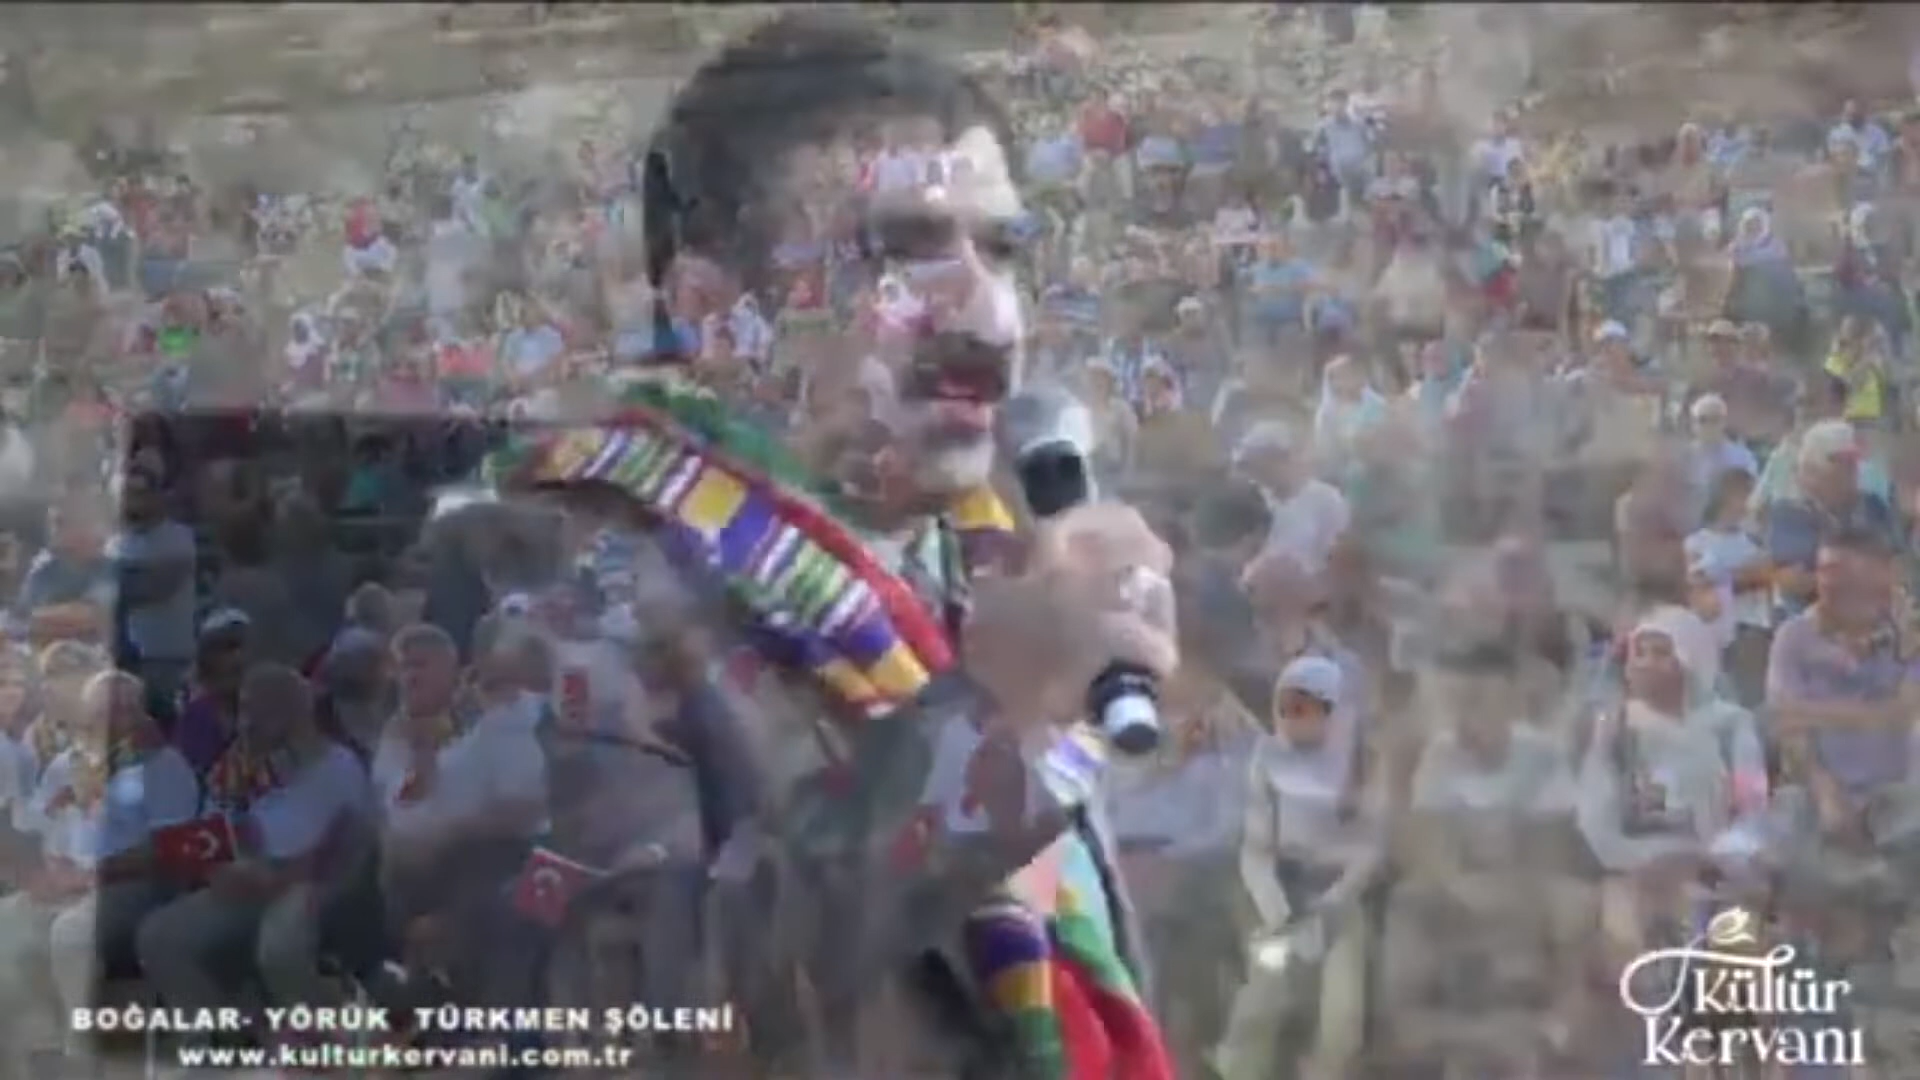 BOĞALAR- YÖRÜK TÜRKMEN ŞÖLENİ
www.kulturkervani.com.tr
Kültür
Kervanı